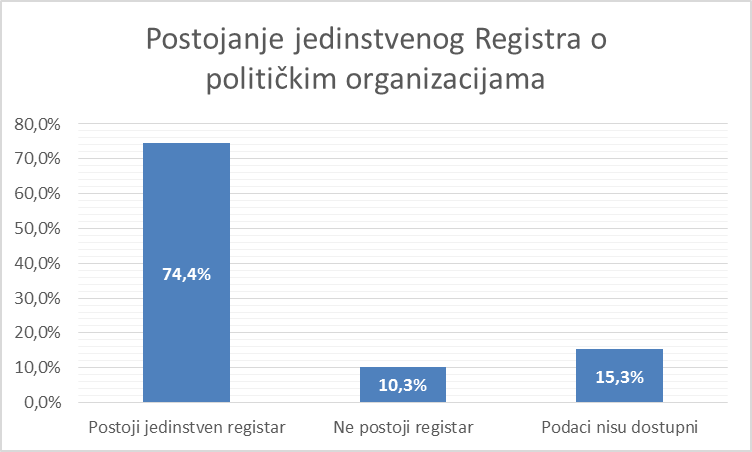 Postojanje jedinstvenog Registra o
političkim organizacijama
80,0%
70,0%
60,0%
50,0%
40,0%
30,0%
20,0%
10,0%
0,0%
74,4%
10,3%
15,3%
Postoji jedinstven registar
Ne postoji registar
Podaci nisu dostupni